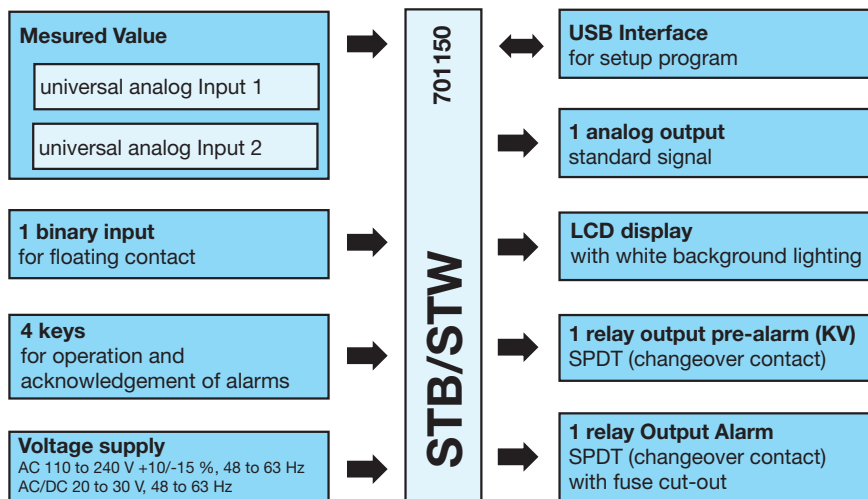 Mesured Value
universal analog Input 1
universal analog Input 2
1 binary input
for floating contact
4 keys
for operation and
acknowledgement of alarms
Voltage supply
AC 110 to 240 V +10/-15 %, 48 to 63 Hz
AC/DC 20 to 30 V, 48 to 63 Hz
STB/STW
701150
USB Interface
for setup program
1 analog output
standard signal
LCD display
with white background lighting
1 relay output pre-alarm (KV)
SPDT (changeover contact)
1 relay Output Alarm
SPDT (changeover contact)
with fuse cut-out